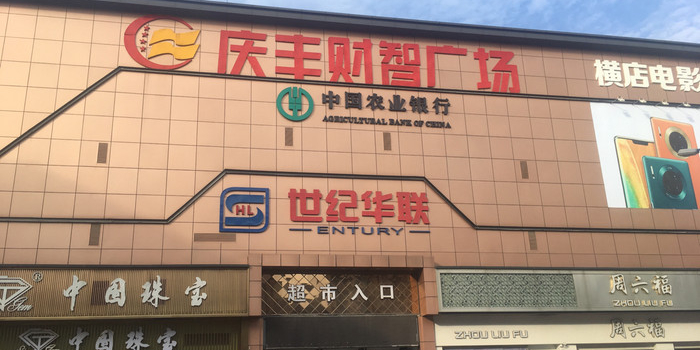 庆丰财智广场
横店电影
中国农业银行
AGRICULTURAL BANK OF CHINA
HL
世纪华联
ENTURY
中国珠宝
Gem
超市入口
周六福
ZHOU LIU FU
中国珠宝
ZHOU LIU FU
周六福